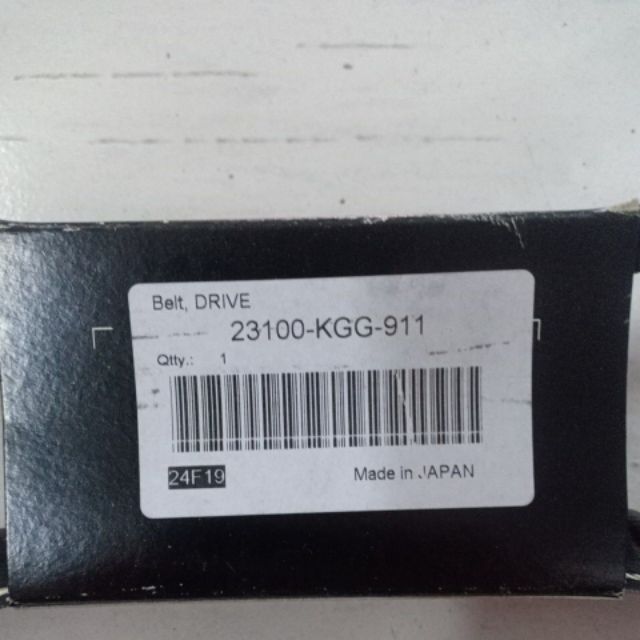 Belt, DRIVE
23100-KGG-911
Qtty.: 1
24F19
Made in JAPAN